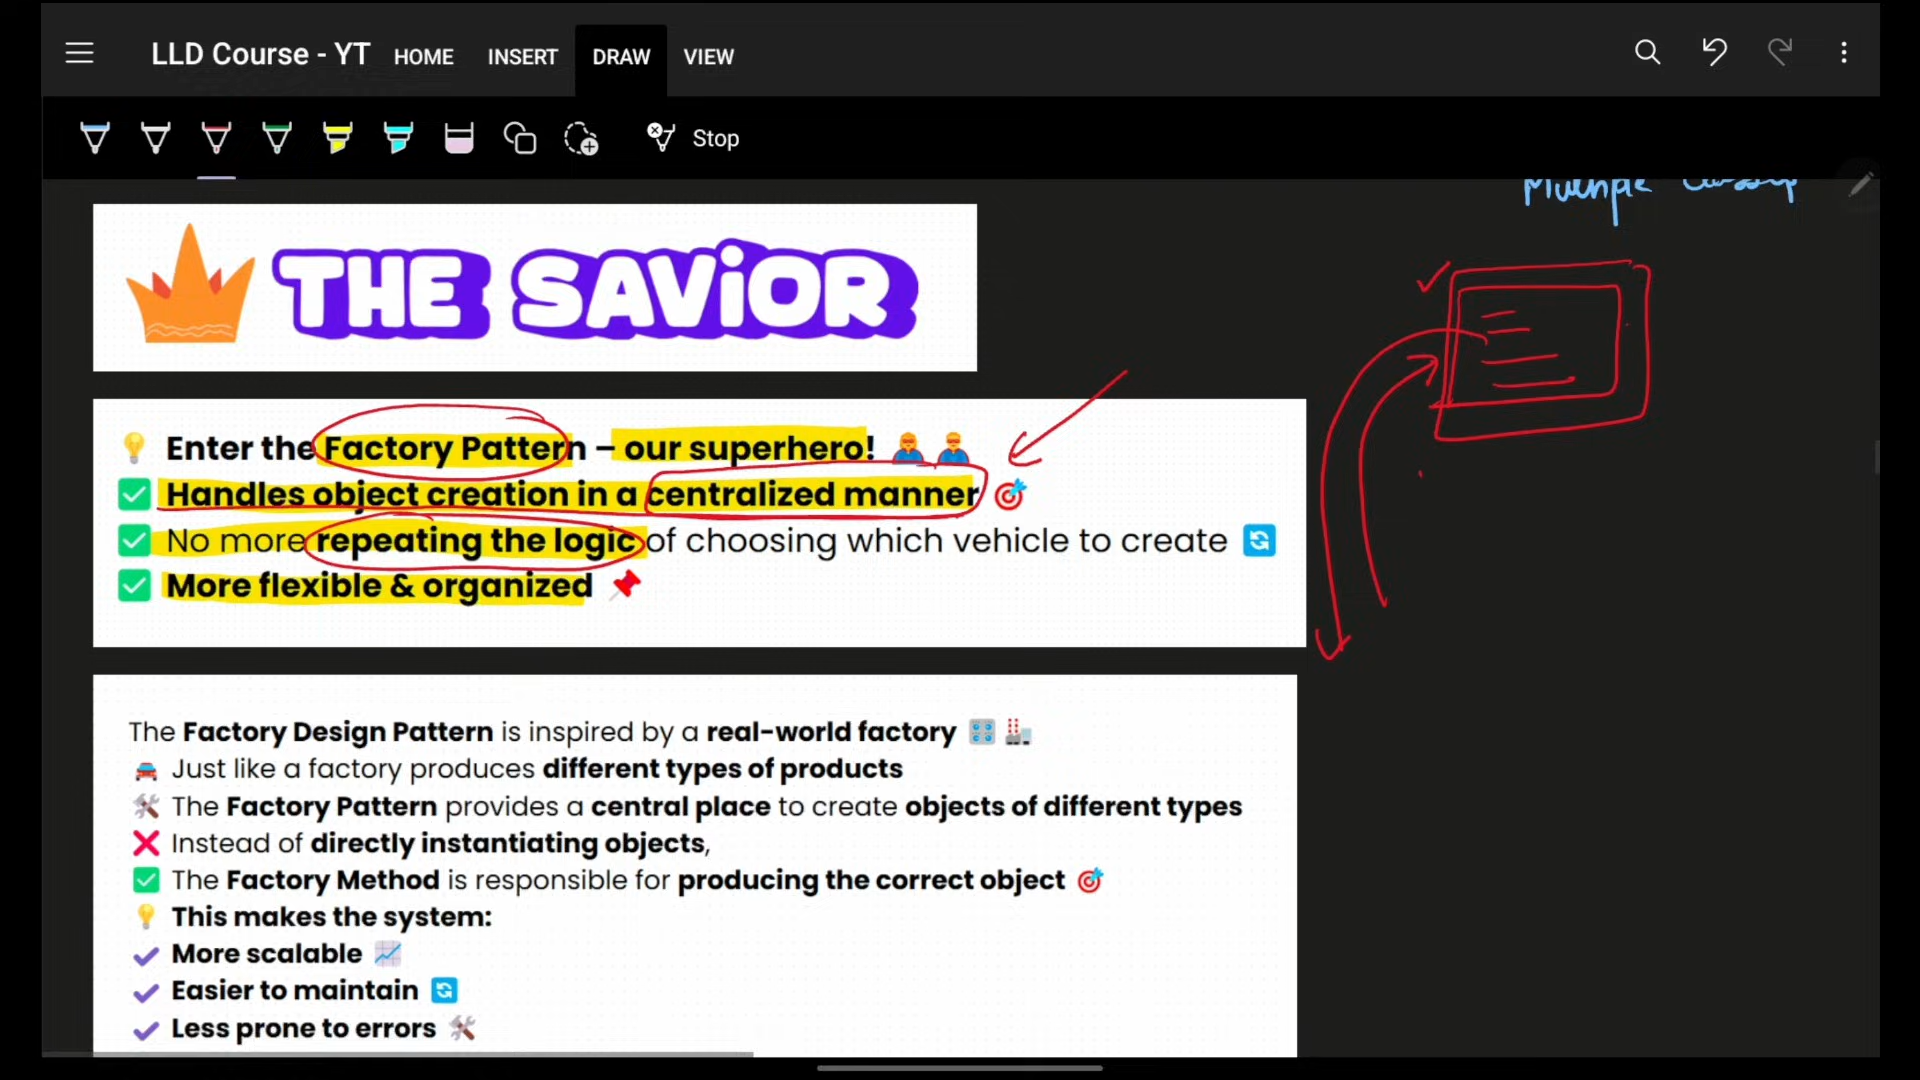 LLD Course - YT HOME INSERT DRAW VIEW
Stop
Multiple
THE SAViOR
Enter the Factory Pattern – our superhero!
Handles object creation in a centralized manner
No more repeating the logic of choosing which vehicle to create
More flexible & organized
The Factory Design Pattern is inspired by a real-world factory
Just like a factory produces different types of products
The Factory Pattern provides a central place to create objects of different types
Instead of directly instantiating objects,
The Factory Method is responsible for producing the correct object
This makes the system:
More scalable
Easier to maintain
Less prone to errors